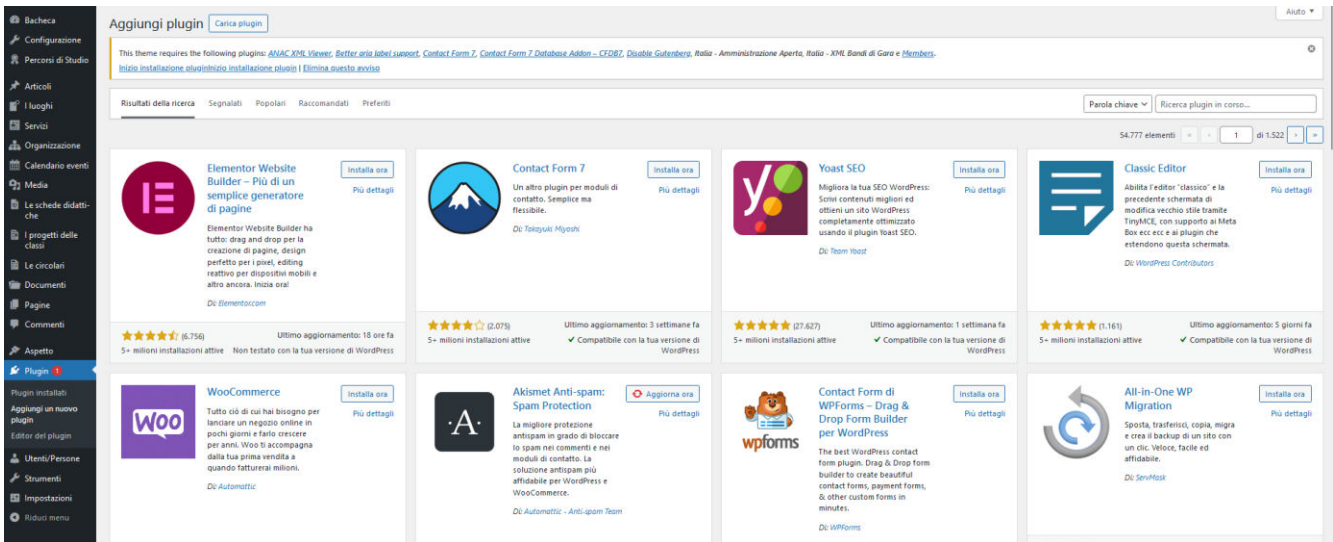 Bacheca
Configurazione
Percorsi di Studio
Articoli
I luoghi
Servizi
Organizzazione
Calendario eventi
Media
Le schede didatti-
che
I progetti delle
classi
Le circolari
Documenti
Pagine
Commenti
Aspetto
Plugin 1
Plugin installati
Aggiungi un nuovo
plugin
Editor del plugin
Utenti/Persone
Strumenti
Impostazioni
Riduci menu
Aiuto
Aggiungi plugin Carica plugin
This theme requires the following plugins: ANAC XML Viewer, Better aria label support, Contact Form 7, Contact Form 7 Database Addon – CFDB7, Disable Gutenberg, Italia - Amministrazione Aperta, Italia - XML Bandi di Gara e Members.
Inizio installazione pluginInizio installazione plugin | Elimina questo avviso
Risultati della ricerca Segnalati Popolari Raccomandati Preferiti Parola chiave Ricerca plugin in corso...
54.777 elementi « ‹ 1 di 1.522 › »
Elementor Website
Builder – Più di un
semplice generatore
di pagine
Installa ora
Più dettagli
Elementor Website Builder ha
tutto: drag and drop per la
creazione di pagine, design
perfetto per i pixel, editing
reattivo per dispositivi mobili e
altro ancora. Inizia ora!
Di: Elementor.com
(6.756) Ultimo aggiornamento: 18 ore fa
5+ milioni installazioni attive Non testato con la tua versione di WordPress
Contact Form 7
Installa ora
Più dettagli
Un altro plugin per moduli di
contatto. Semplice ma
flessibile.
Di: Takayuki Miyoshi
(2.075) Ultimo aggiornamento: 3 settimane fa
5+ milioni installazioni attive Compatibile con la tua versione di
WordPress
Yoast SEO
Installa ora
Più dettagli
Migliora la tua SEO WordPress:
Scrivi contenuti migliori ed
ottieni un sito WordPress
completamente ottimizzato
usando il plugin Yoast SEO.
Di: Team Yoast
(27.627) Ultimo aggiornamento: 1 settimana fa
5+ milioni installazioni attive Compatibile con la tua versione di
WordPress
Classic Editor
Installa ora
Più dettagli
Abilita l'editor "classico" e la
precedente schermata di
modifica vecchio stile tramite
TinyMCE, con supporto ai Meta
Box ecc ecc e ai plugin che
estendono questa schermata.
Di: WordPress Contributors
(1.161) Ultimo aggiornamento: 5 giorni fa
5+ milioni installazioni attive Compatibile con la tua versione di
WordPress
Woo
WooCommerce
Installa ora
Più dettagli
Tutto ciò di cui hai bisogno per
lanciare un negozio online in
pochi giorni e farlo crescere
per anni. Woo ti accompagna
dalla tua prima vendita a
quando fatturerai milioni.
Di: Automattic
·A·
Akismet Anti-spam:
Spam Protection
Aggiorna ora
Più dettagli
La migliore protezione
antispam in grado di bloccare
lo spam nei commenti e nei
moduli di contatto. La
soluzione antispam più
affidabile per WordPress e
WooCommerce.
Di: Automattic - Anti-spam Team
wpforms
Contact Form di
WPForms – Drag &
Drop Form Builder
per WordPress
Installa ora
Più dettagli
The best WordPress contact
form plugin. Drag & Drop form
builder to create beautiful
contact forms, payment forms,
& other custom forms in
minutes.
Di: WPForms
All-in-One WP
Migration
Installa ora
Più dettagli
Sposta, trasferisci, copia, migra
e crea il backup di un sito con
un clic. Veloce, facile ed
affidabile.
Di: ServMask